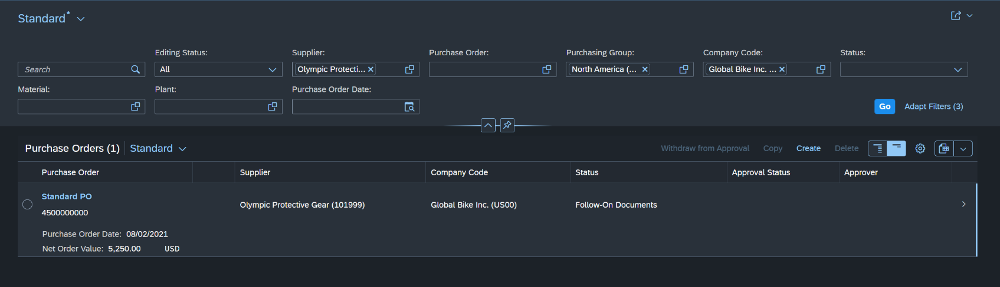 Standard*
Editing Status:
Supplier:
Purchase Order:
Purchasing Group:
Company Code:
Status:
Search
All
Olympic Protecti...
North America (...
Global Bike Inc. ...
Material:
Plant:
Purchase Order Date:
Go
Adapt Filters (3)
Purchase Orders (1)
Standard
Withdraw from Approval
Copy
Create
Delete
Purchase Order
Supplier
Company Code
Status
Approval Status
Approver
Standard PO
4500000000
Olympic Protective Gear (101999)
Global Bike Inc. (US00)
Follow-On Documents
Purchase Order Date: 08/02/2021
Net Order Value: 5,250.00 USD